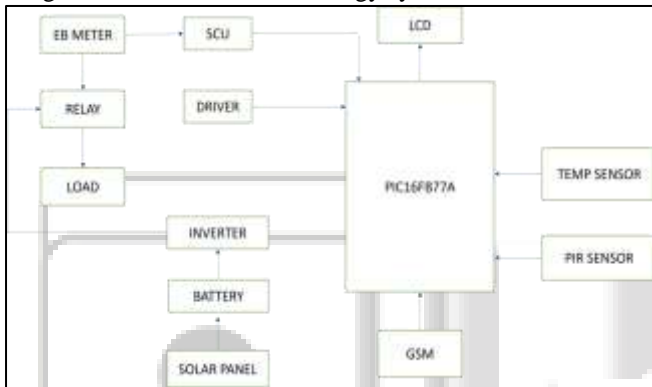 EB METER
SCU
LCD
RELAY
DRIVER
LOAD
PIC16F877A
TEMP SENSOR
INVERTER
PIR SENSOR
BATTERY
GSM
SOLAR PANEL